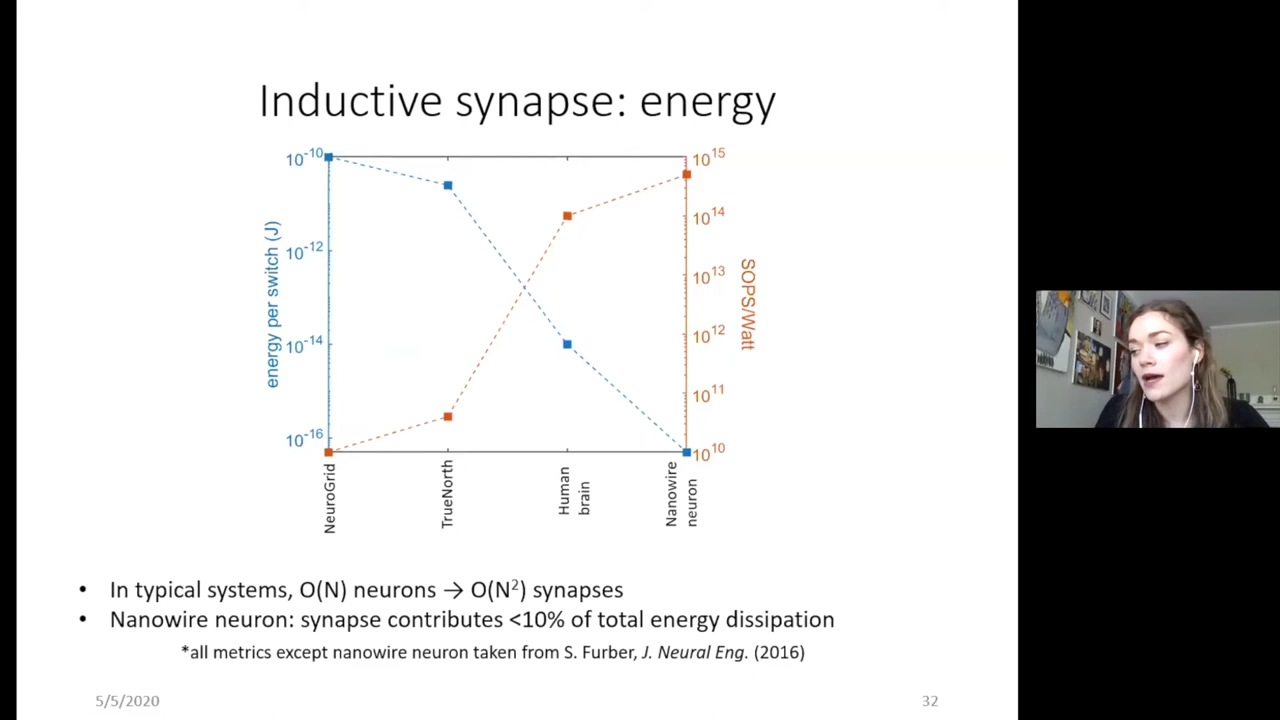 Inductive synapse: energy
10⁻¹⁰
10⁻¹²
10⁻¹⁴
10⁻¹⁶
energy per switch (J)
10¹⁵
10¹⁴
10¹³
10¹²
10¹¹
10¹⁰
SOPS/Watt
NeuroGrid
TrueNorth
Human
brain
Nanowire
neuron
• In typical systems, O(N) neurons → O(N²) synapses
• Nanowire neuron: synapse contributes <10% of total energy dissipation
*all metrics except nanowire neuron taken from S. Furber, J. Neural Eng. (2016)
5/5/2020
32